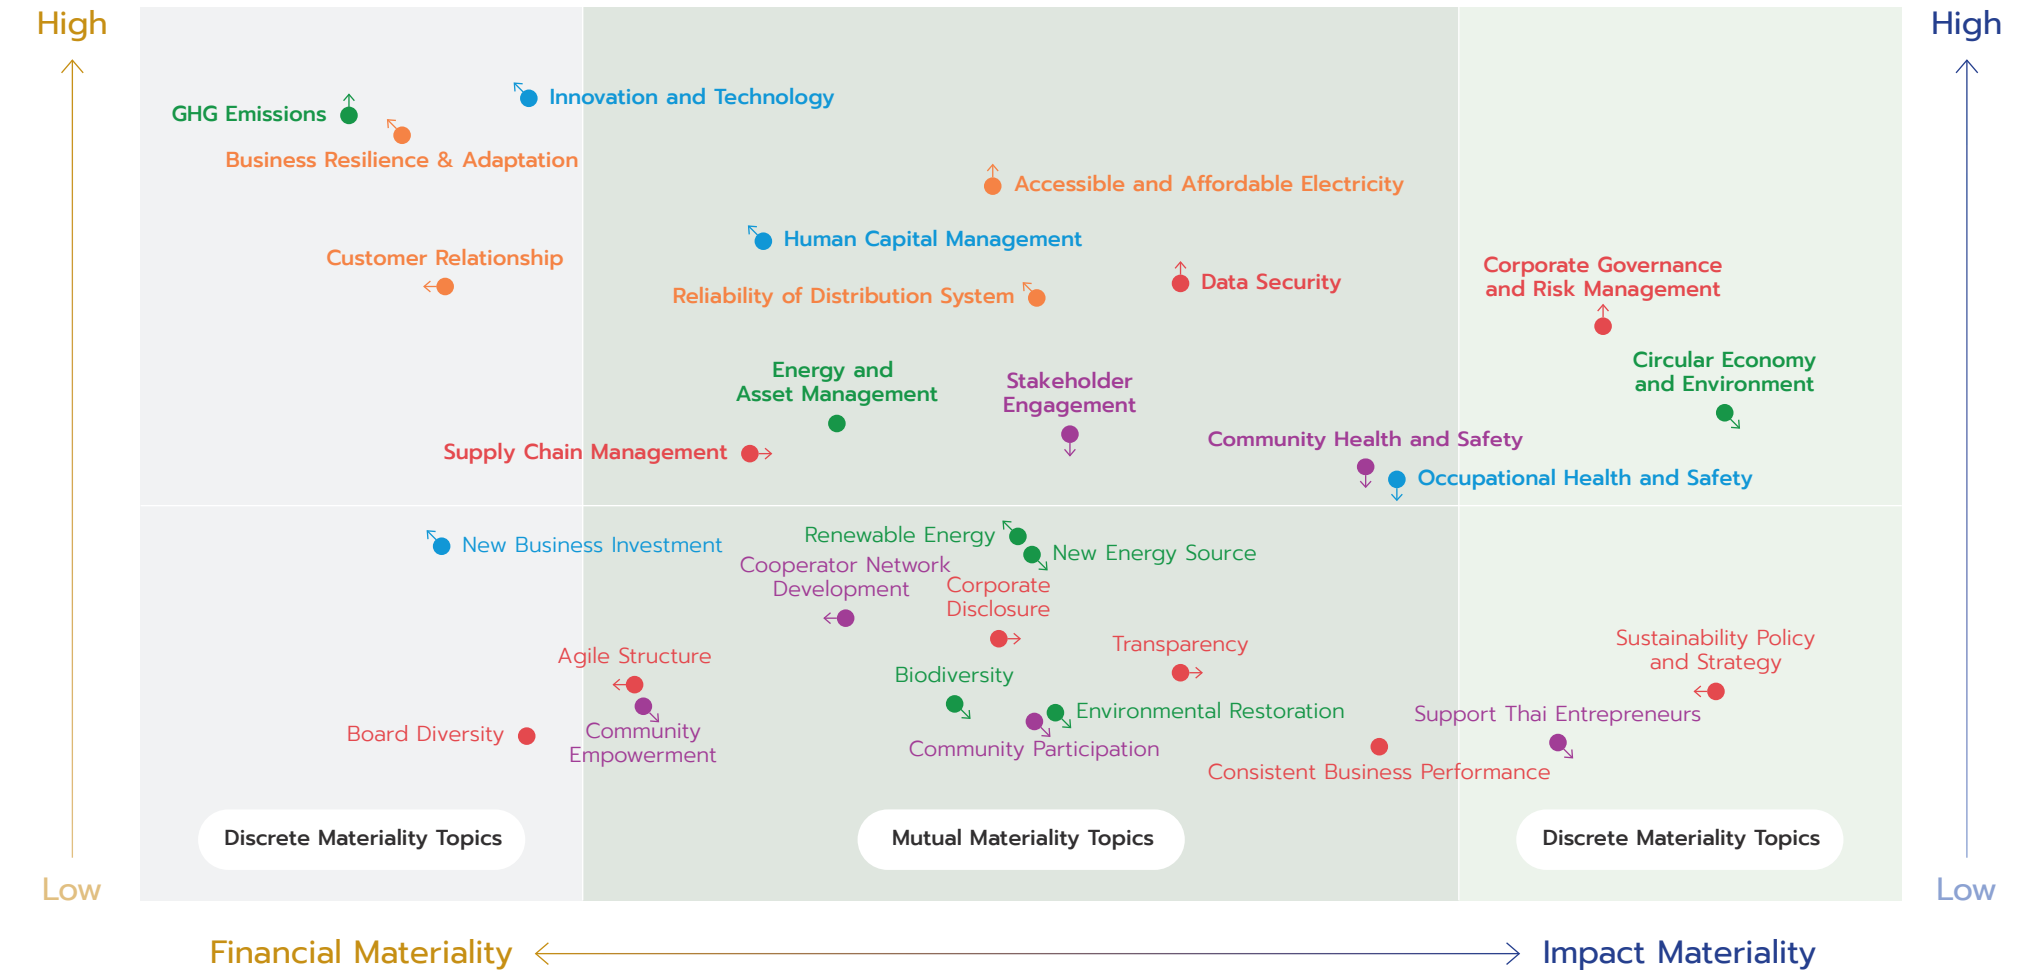 High
High
Innovation and Technology
GHG Emissions
Business Resilience & Adaptation
Accessible and Affordable Electricity
Human Capital Management
Customer Relationship
Reliability of Distribution System
Data Security
Corporate Governance
and Risk Management
Energy and
Asset Management
Stakeholder
Engagement
Circular Economy
and Environment
Supply Chain Management
Community Health and Safety
Occupational Health and Safety
New Business Investment
Renewable Energy
New Energy Source
Cooperator Network
Development
Corporate
Disclosure
Agile Structure
Transparency
Sustainability Policy
and Strategy
Biodiversity
Environmental Restoration
Support Thai Entrepreneurs
Board Diversity
Community
Empowerment
Community Participation
Consistent Business Performance
Discrete Materiality Topics
Mutual Materiality Topics
Discrete Materiality Topics
Low
Low
Financial Materiality
Impact Materiality